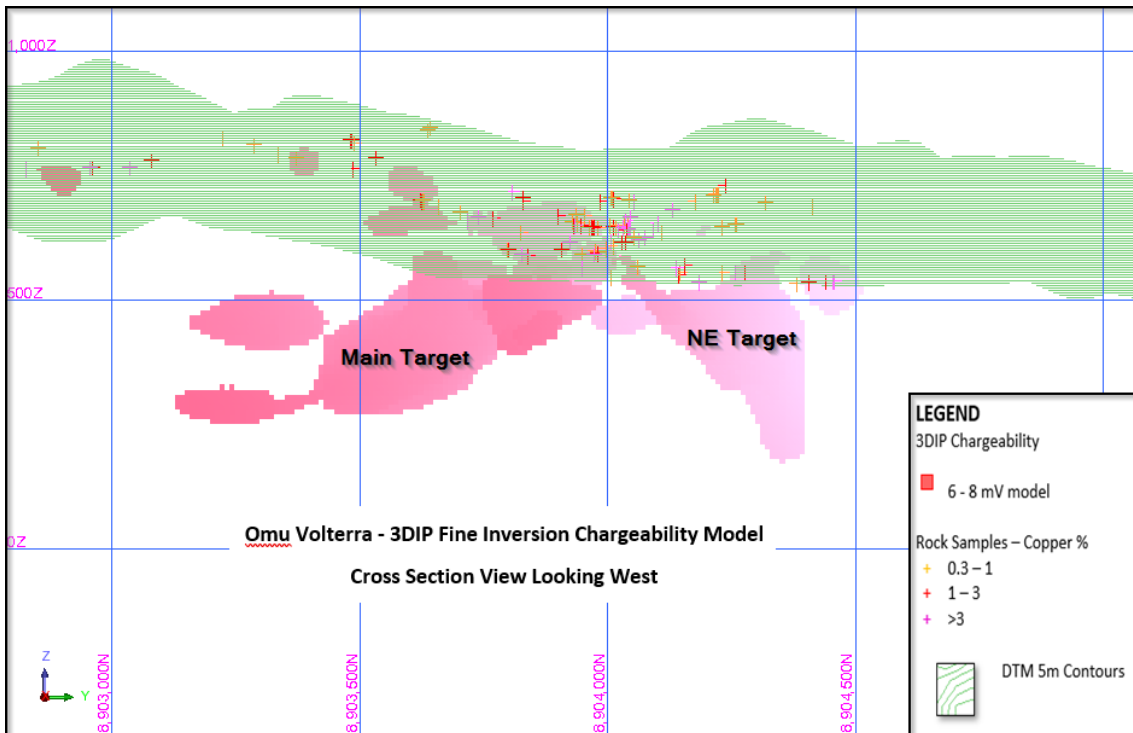 1,000Z
500Z
Main Target
NE Target
0Z
Omu Volterra - 3DIP Fine Inversion Chargeability Model
Cross Section View Looking West
Z
Y
8,903,000N
8,903,500N
8,904,000N
8,904,500N
LEGEND
3DIP Chargeability
6 - 8 mV model
Rock Samples – Copper %
0.3 – 1
1 – 3
>3
DTM 5m Contours